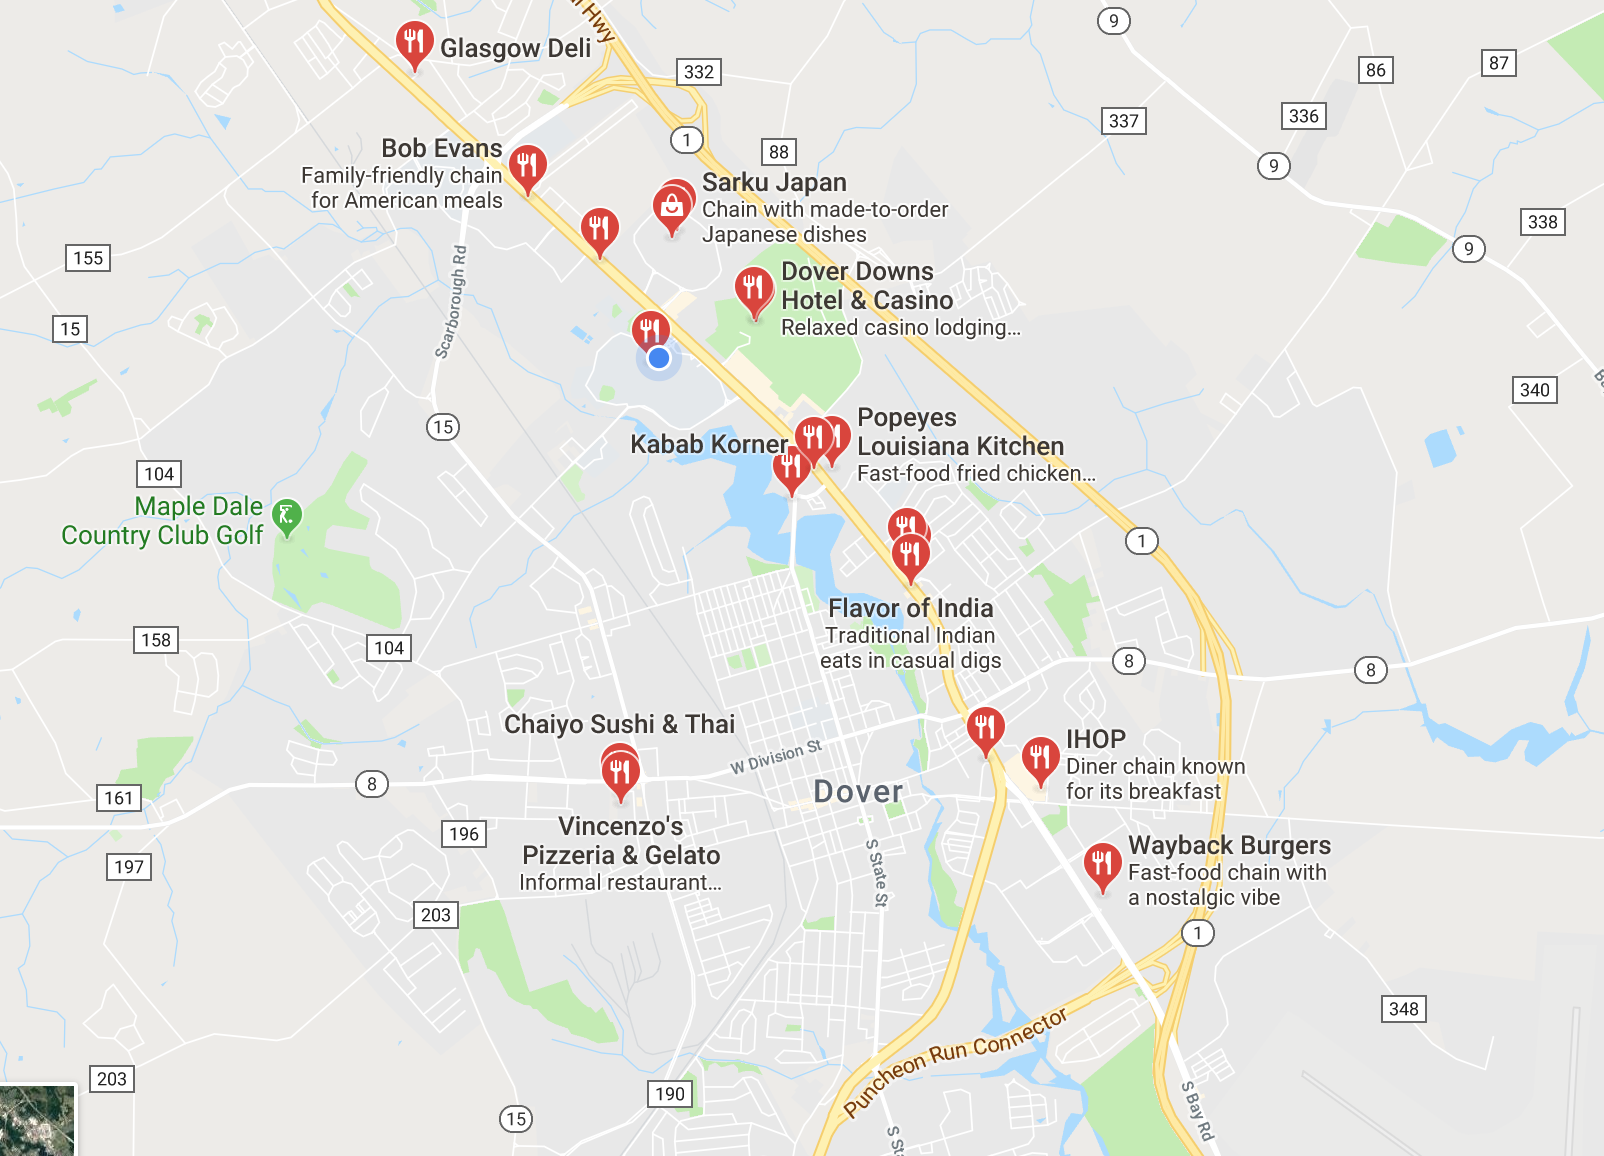 Glasgow Deli
Hwy
332
9
86
87
336
337
1
88
9
Bob Evans
Family-friendly chain
for American meals
Sarku Japan
Chain with made-to-order
Japanese dishes
338
9
155
Scarborough Rd
Dover Downs
Hotel & Casino
Relaxed casino lodging...
15
340
15
Kabab Korner
Popeyes
Louisiana Kitchen
Fast-food fried chicken...
104
Maple Dale
Country Club Golf
1
Flavor of India
Traditional Indian
eats in casual digs
158
104
8
8
Chaiyo Sushi & Thai
W Division St
IHOP
Diner chain known
for its breakfast
8
161
Dover
196
Vincenzo's
Pizzeria & Gelato
Informal restaurant...
197
S State St
Wayback Burgers
Fast-food chain with
a nostalgic vibe
203
1
348
Puncheon Run Connector
203
190
15
S Bay Rd
S Sta